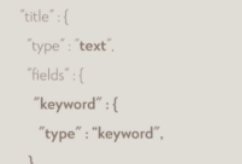 "title" : {
"type" : "text",
"fields" : {
"keyword" : {
"type" : "keyword",
}